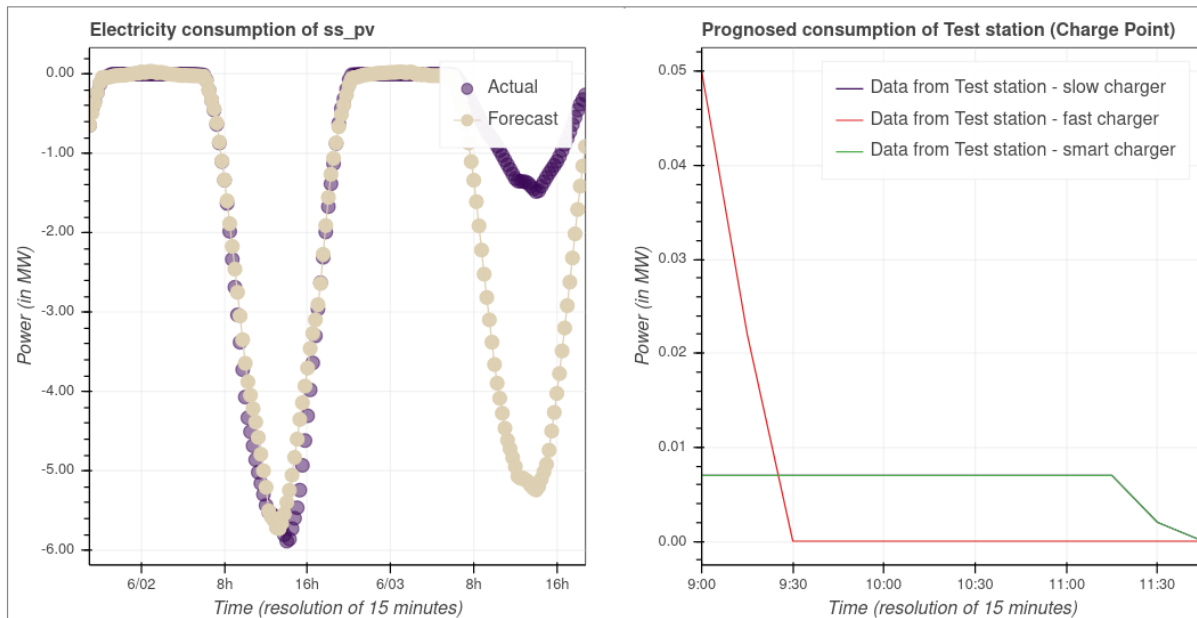 Electricity consumption of ss_pv
Actual
Forecast
0.00
-1.00
-2.00
-3.00
-4.00
-5.00
-6.00
Power (in MW)
6/02
8h
16h
6/03
8h
16h
Time (resolution of 15 minutes)
Prognosed consumption of Test station (Charge Point)
Data from Test station - slow charger
Data from Test station - fast charger
Data from Test station - smart charger
0.05
0.04
0.03
0.02
0.01
0.00
Power (in MW)
9:00
9:30
10:00
10:30
11:00
11:30
Time (resolution of 15 minutes)